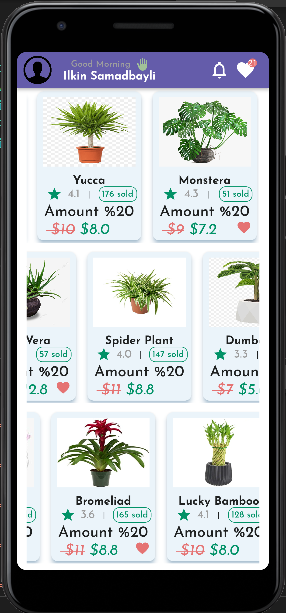 Good Morning
21
Ilkin Samadbayli
Yucca
4.1 | 176 sold
Amount %20
$10 $8.0
Monstera
4.3 | 51 sold
Amount %20
$9 $7.2
Vera
57 sold
t %20
2.8
Spider Plant
4.0 | 147 sold
Amount %20
$11 $8.8
Dumb
3.3
Amount
$7 $5.
d
%20
Bromeliad
3.6 | 165 sold
Amount %20
$11 $8.8
Lucky Bamboo
4.1 | 128 sold
Amount %20
$10 $8.0